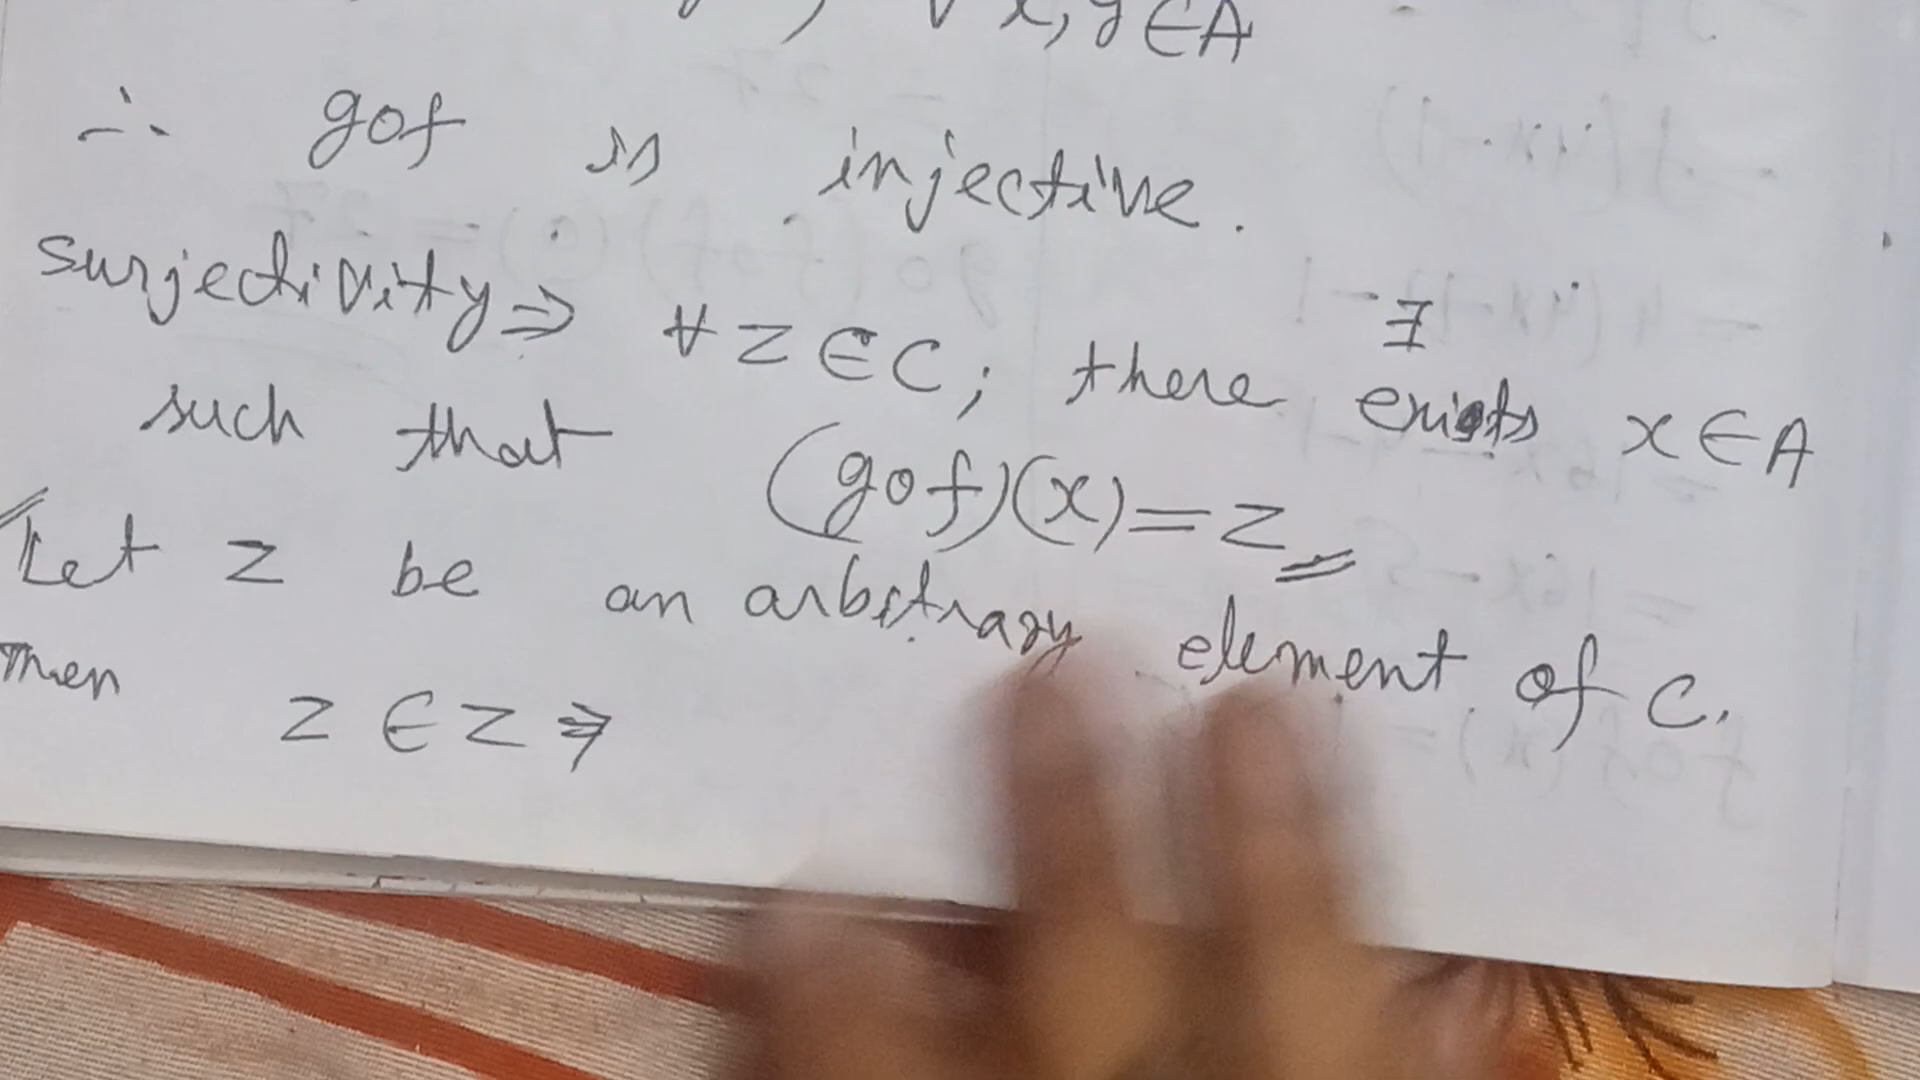 ∀ x, y ∈ A
∴ gof is injective.
surjectivity ⇒ ∀ z ∈ C; there exists ∃ x ∈ A
such that (gof)(x) = z
Let z be an arbitrary element of C.
Then z ∈ z ⇒